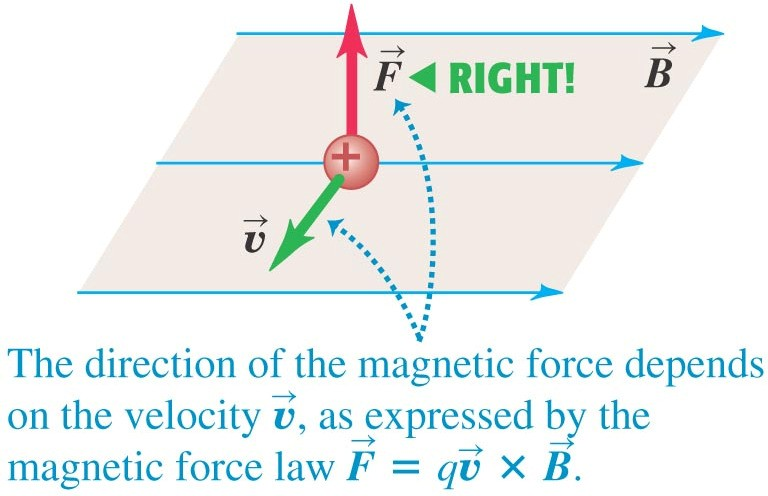 F⃗ ◀ RIGHT! B⃗
+
v⃗
The direction of the magnetic force depends
on the velocity v⃗, as expressed by the
magnetic force law F⃗ = qv⃗ × B⃗.